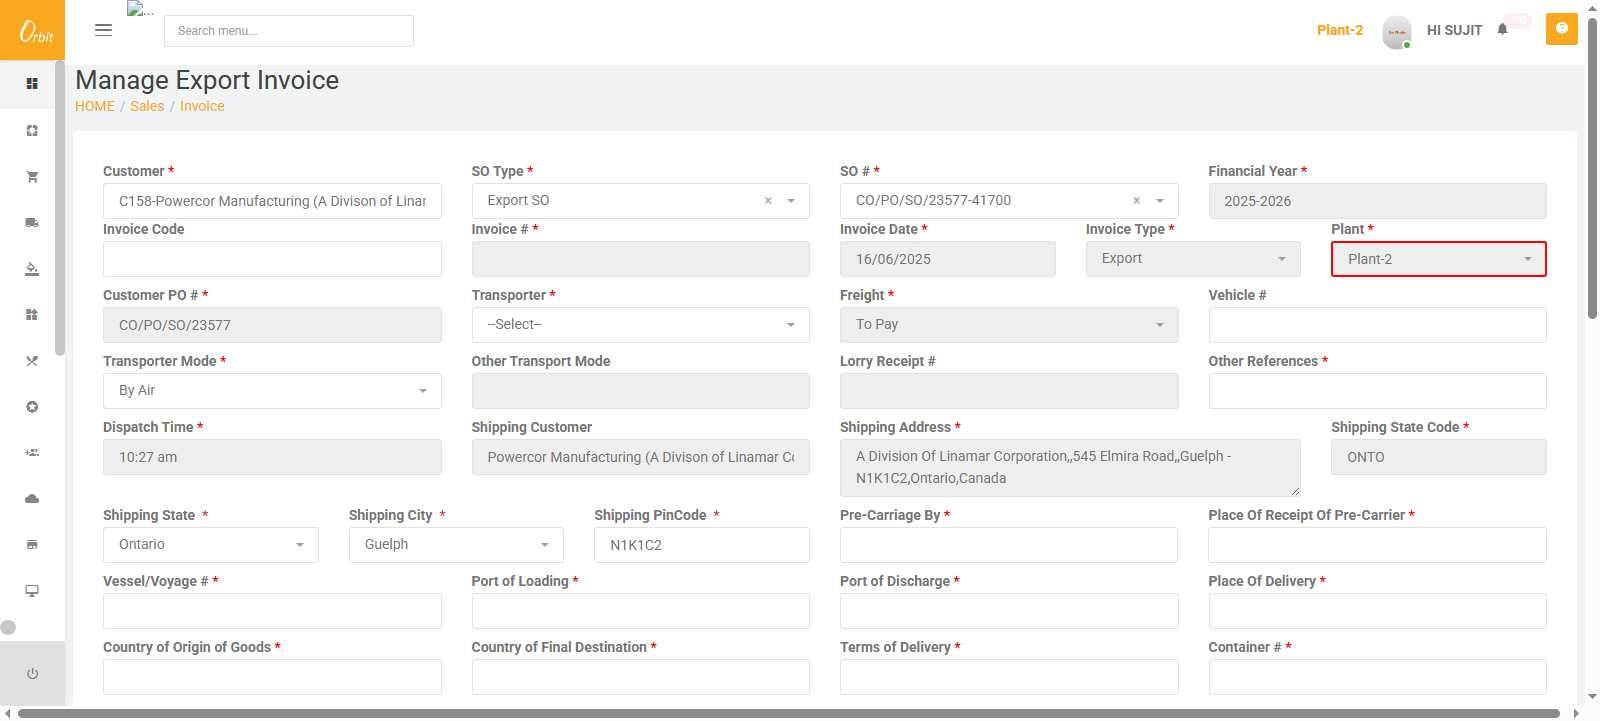 Orbit
...
Search menu...
Plant-2
HI SUJIT
100
Manage Export Invoice
HOME / Sales / Invoice
Customer *
SO Type *
SO # *
Financial Year *
C158-Powercor Manufacturing (A Divison of Linar
Export SO
×
CO/PO/SO/23577-41700
×
2025-2026
Invoice Code
Invoice # *
Invoice Date *
Invoice Type *
Plant *
16/06/2025
Export
Plant-2
Customer PO # *
Transporter *
Freight *
Vehicle #
CO/PO/SO/23577
--Select--
To Pay
Transporter Mode *
Other Transport Mode
Lorry Receipt #
Other References *
By Air
Dispatch Time *
Shipping Customer
Shipping Address *
Shipping State Code *
10:27 am
Powercor Manufacturing (A Divison of Linamar Co
A Division Of Linamar Corporation,,545 Elmira Road,,Guelph -
N1K1C2,Ontario,Canada
ONTO
Shipping State *
Shipping City *
Shipping PinCode *
Pre-Carriage By *
Place Of Receipt Of Pre-Carrier *
Ontario
Guelph
N1K1C2
Vessel/Voyage # *
Port of Loading *
Port of Discharge *
Place Of Delivery *
Country of Origin of Goods *
Country of Final Destination *
Terms of Delivery *
Container # *